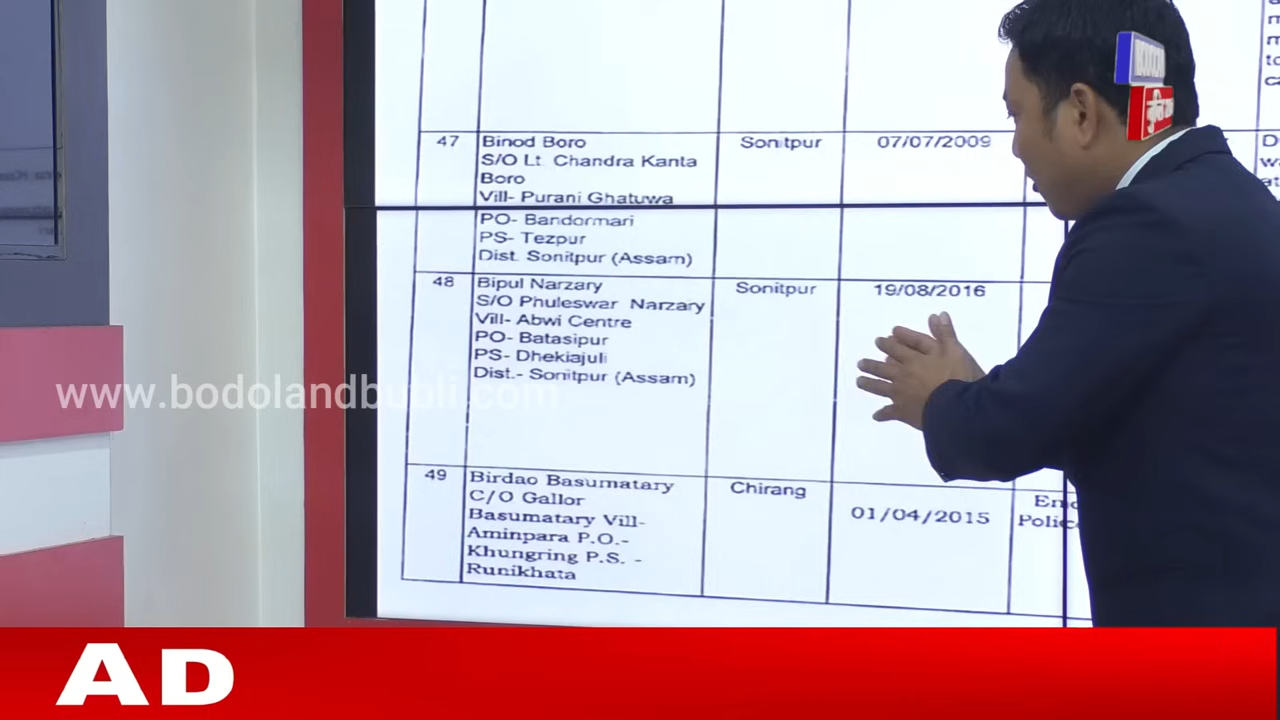 47 Binod Boro Sonitpur 07/07/2009
S/O Lt. Chandra Kanta
Boro
Vill- Purani Ghatuwa
PO- Bandormari
PS- Tezpur
Dist. Sonitpur (Assam)
48 Bipul Narzary Sonitpur 19/08/2016
S/O Phuleswar Narzary
Vill- Abwi Centre
PO- Batasipur
PS- Dhekiajuli
Dist.- Sonitpur (Assam)
49 Birdao Basumatary Chirang 01/04/2015
C/O Gallor
Basumatary Vill-
Aminpara P.O.-
Khungring P.S. -
Runikhata
www.bodolandbubli.com
AD